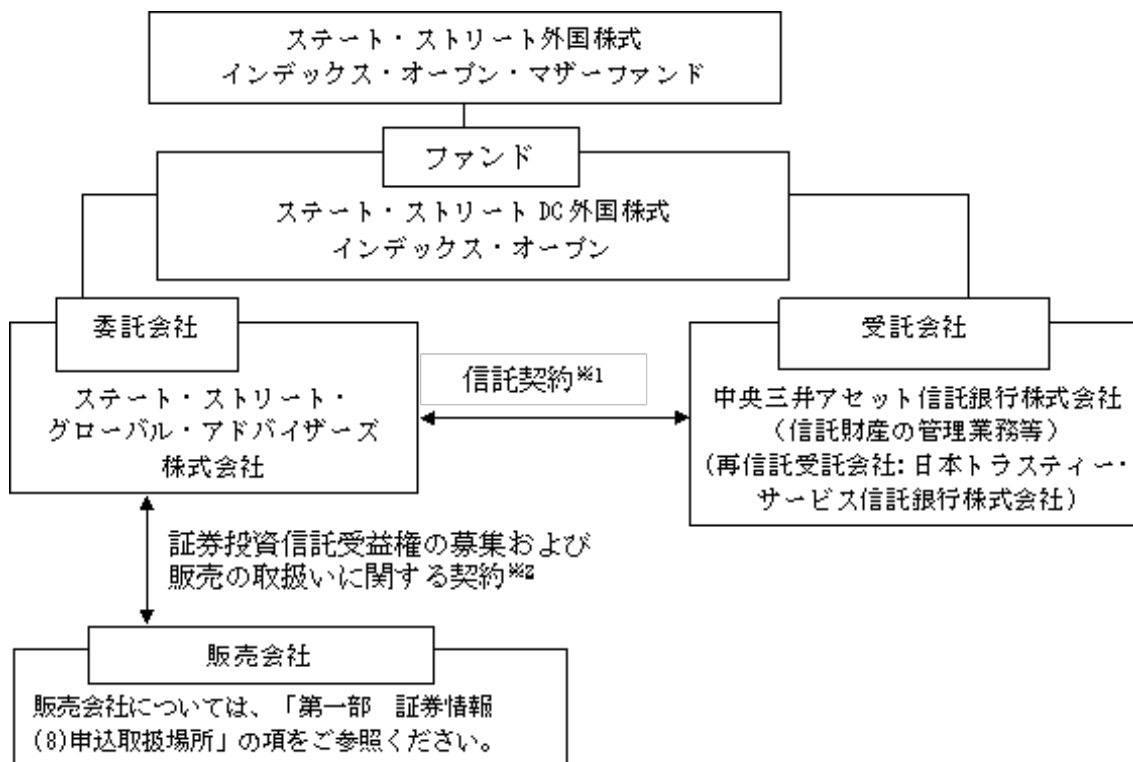 ステート・ストリート外国株式
インデックス・オープン・マザーファンド
ファンド
ステート・ストリート DC 外国株式
インデックス・オープン
委託会社
ステート・ストリート・
グローバル・アドバイザーズ
株式会社
信託契約※1
受託会社
中央三井アセット信託銀行株式会社
（信託財産の管理業務等）
(再信託受託会社: 日本トラスティー・
サービス信託銀行株式会社)
証券投資信託受益権の募集および
販売の取扱いに関する契約※2
販売会社
販売会社については、「第一部　証券情報
(8)申込取扱場所」の項をご参照ください。